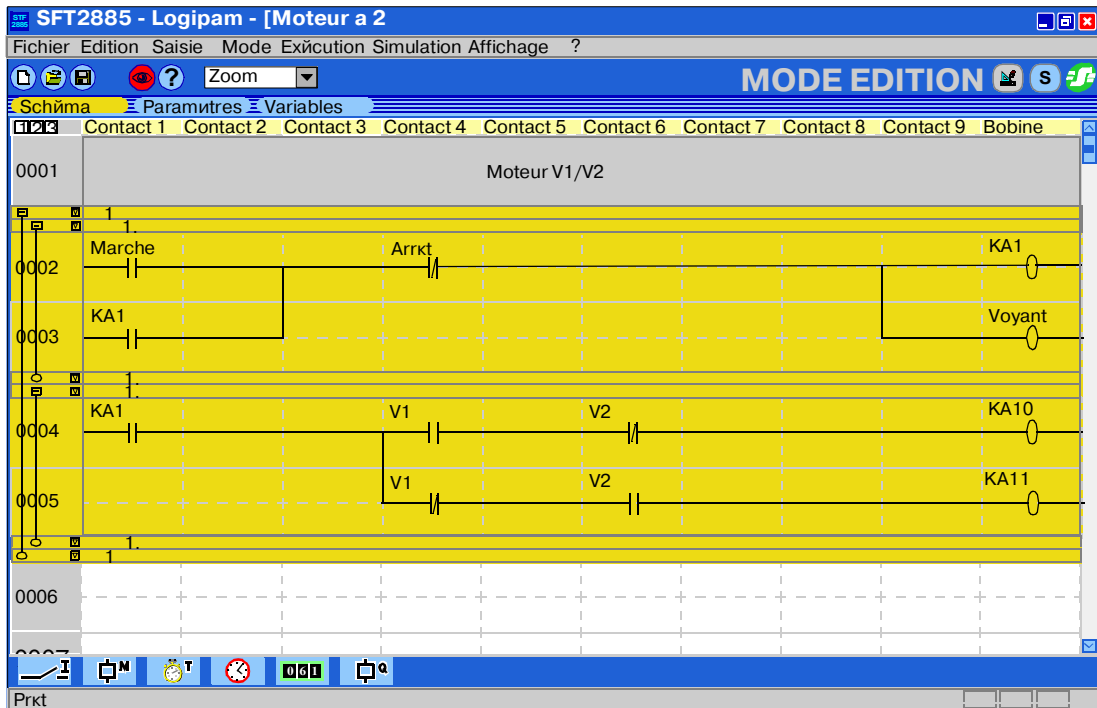 STF 2885 SFT2885 - Logipam - [Moteur a 2
Fichier Edition Saisie Mode Exйcution Simulation Affichage ?
? Zoom MODE EDITION S
Schйma Paramиtres Variables
123 Contact 1 Contact 2 Contact 3 Contact 4 Contact 5 Contact 6 Contact 7 Contact 8 Contact 9 Bobine
0001 Moteur V1/V2
1
1.
Marche Arrкt KA1
0002
KA1 Voyant
0003
1.
1.
KA1 V1 V2 KA10
0004
V1 V2 KA11
0005
1.
1
0006
I M T 061 Q
Prкt